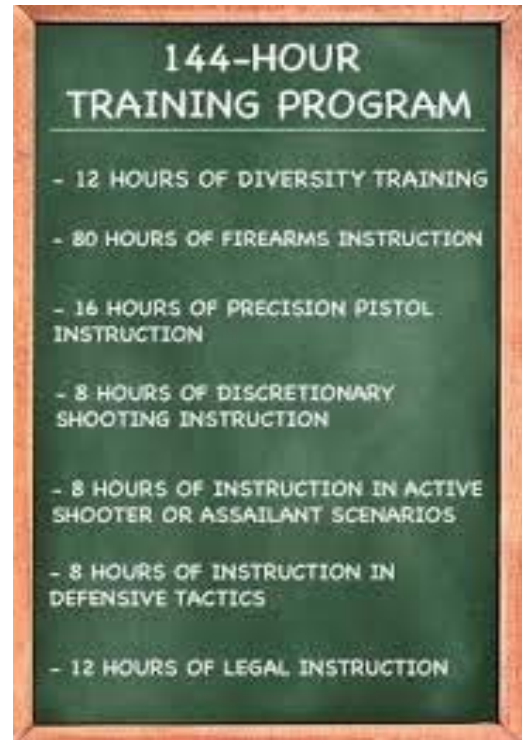 144-HOUR
TRAINING PROGRAM
- 12 HOURS OF DIVERSITY TRAINING
- 80 HOURS OF FIREARMS INSTRUCTION
- 16 HOURS OF PRECISION PISTOL
INSTRUCTION
- 8 HOURS OF DISCRETIONARY
SHOOTING INSTRUCTION
- 8 HOURS OF INSTRUCTION IN ACTIVE
SHOOTER OR ASSAILANT SCENARIOS
- 8 HOURS OF INSTRUCTION IN
DEFENSIVE TACTICS
- 12 HOURS OF LEGAL INSTRUCTION